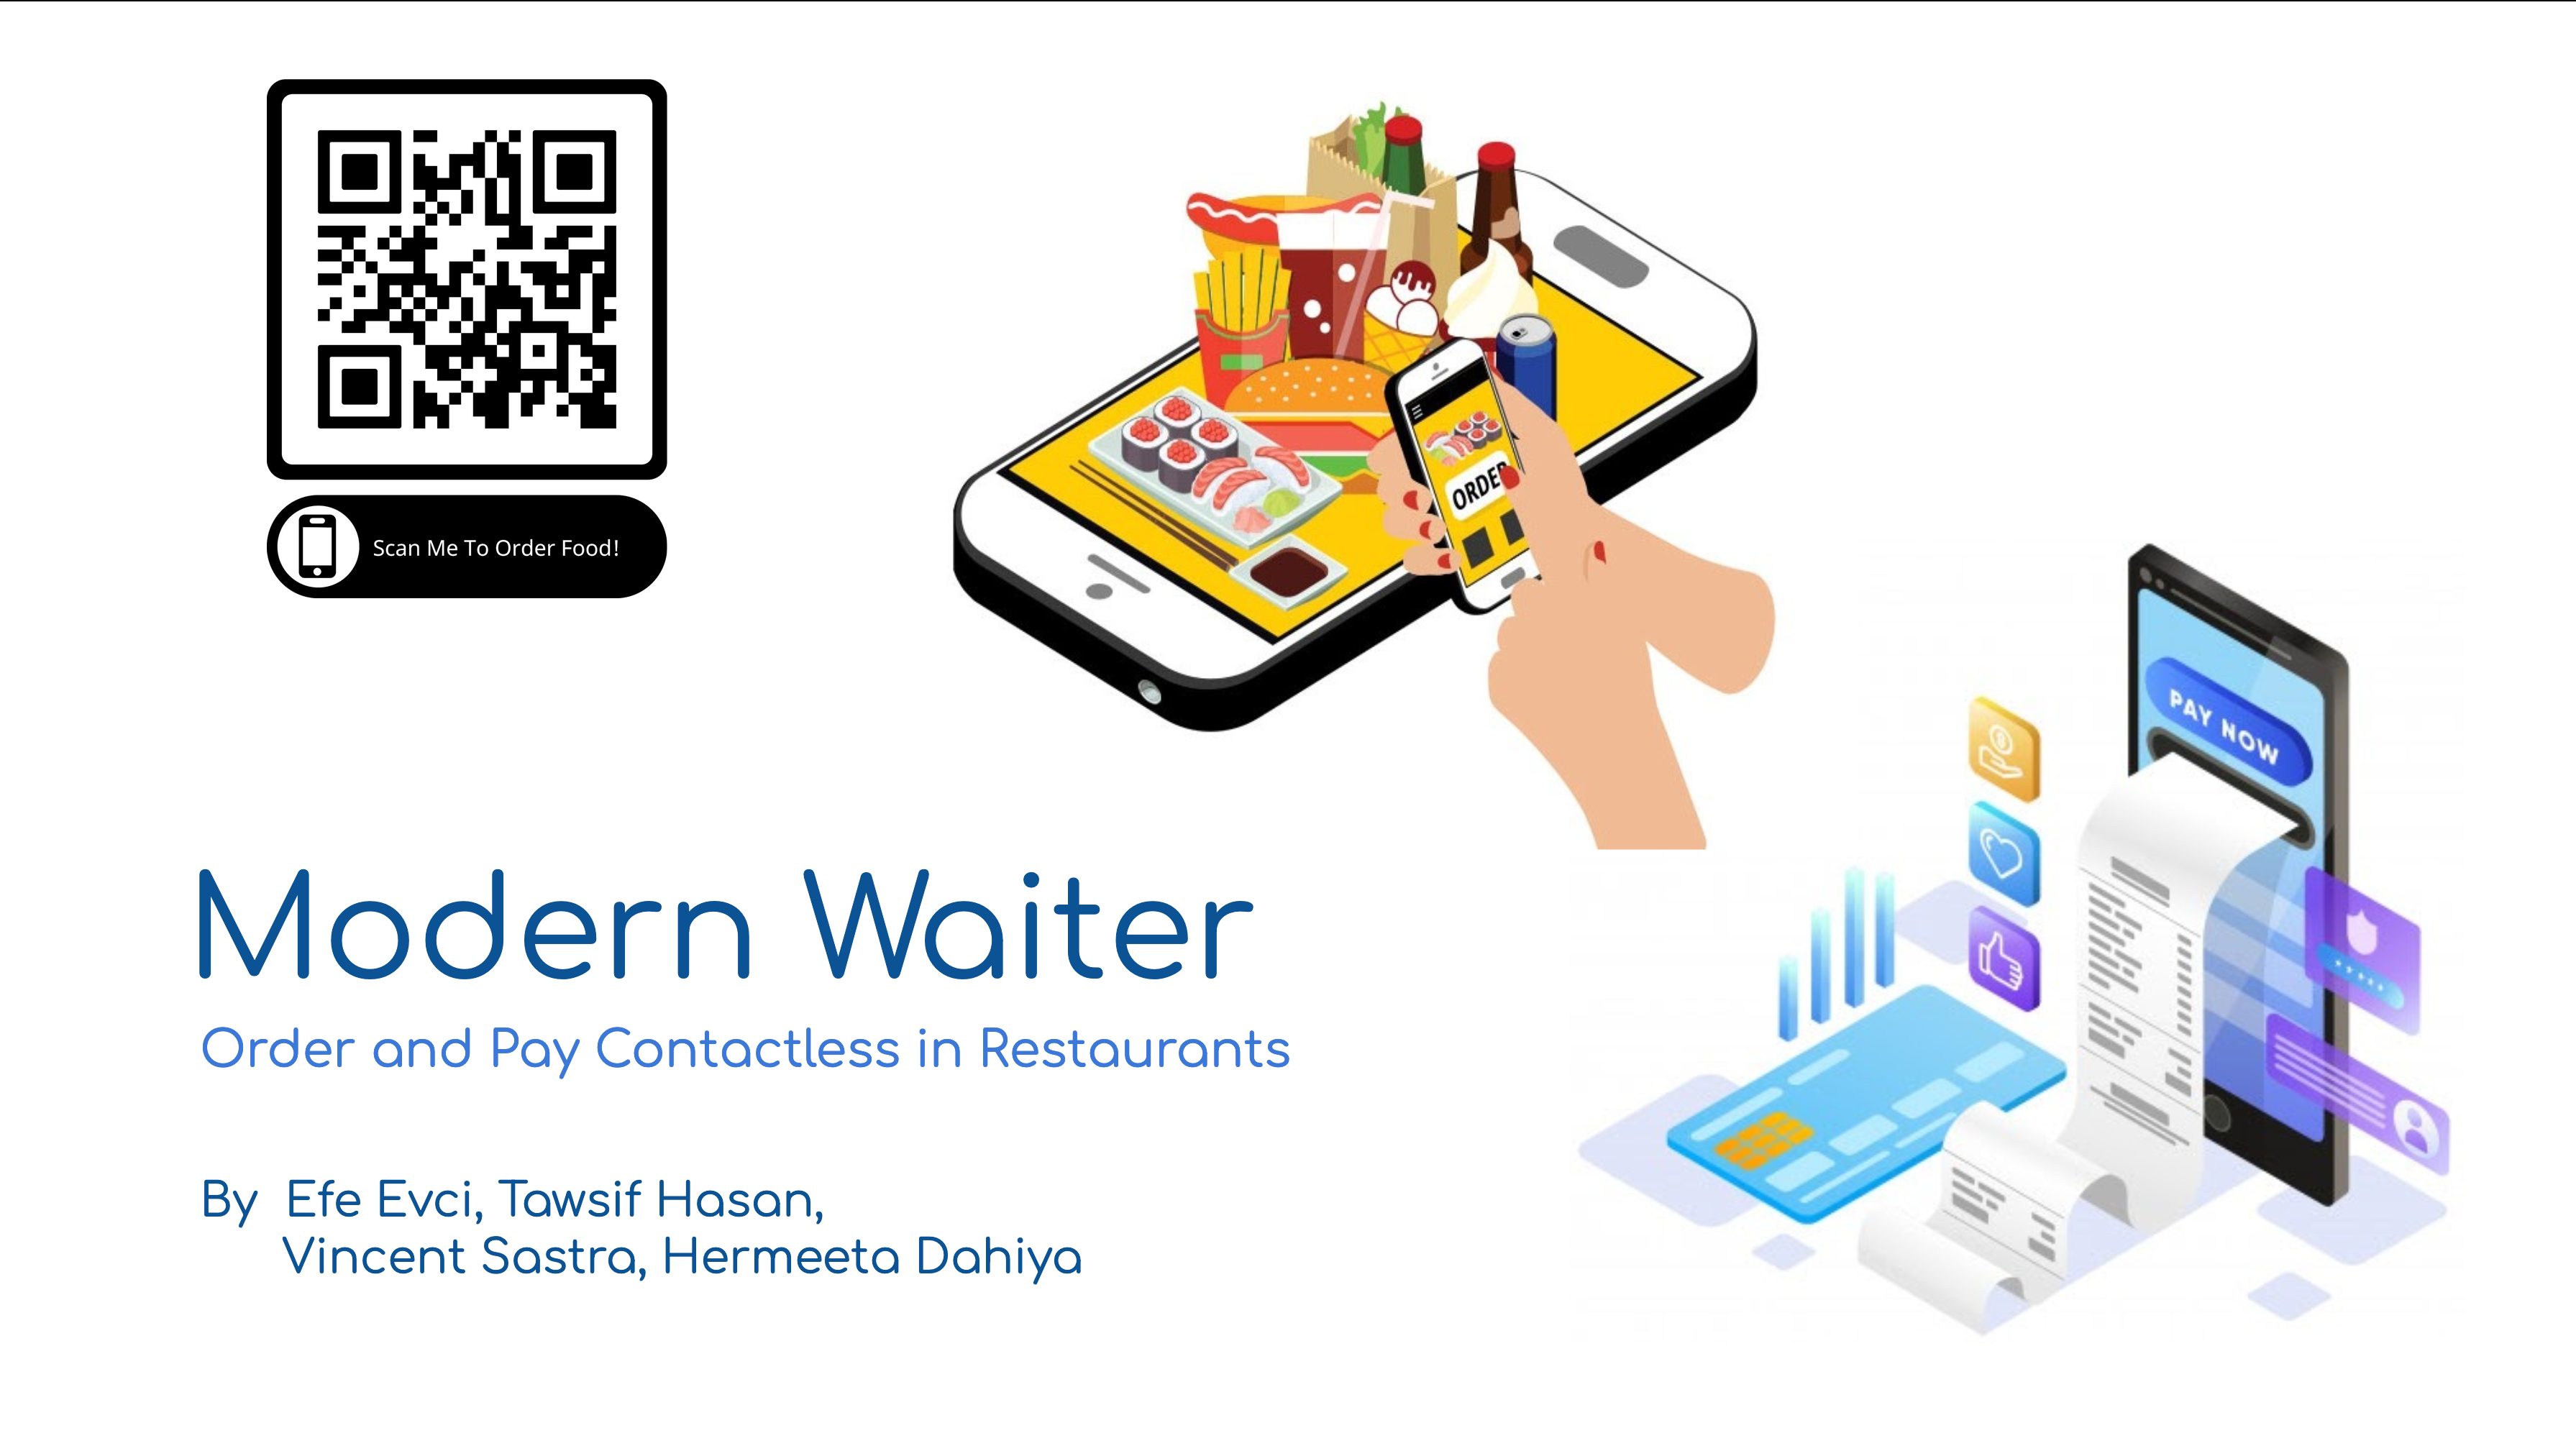 Scan Me To Order Food!
ORDER
PAY NOW
Modern Waiter
Order and Pay Contactless in Restaurants
By Efe Evci, Tawsif Hasan,
Vincent Sastra, Hermeeta Dahiya